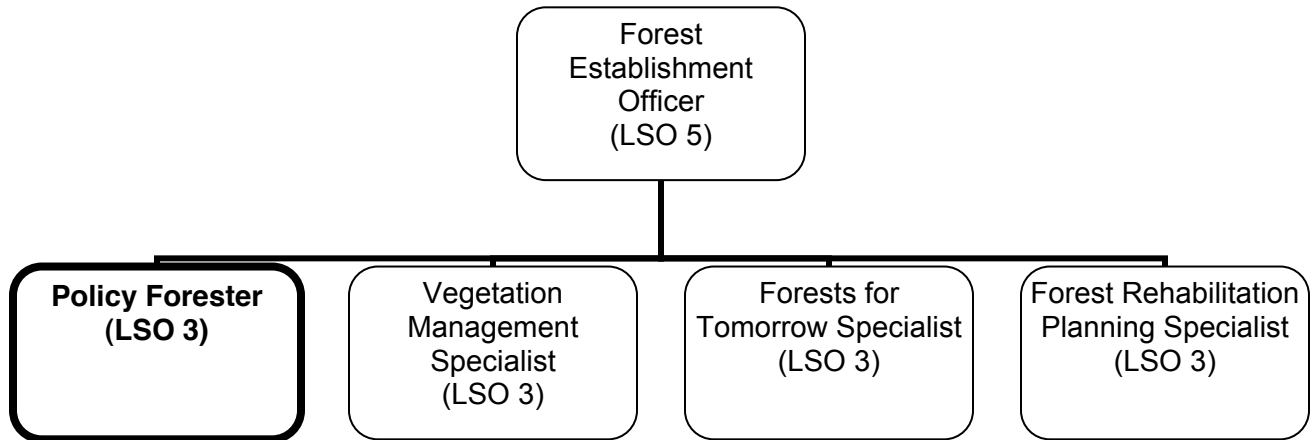 Forest
Establishment
Officer
(LSO 5)
Policy Forester
(LSO 3)
Vegetation
Management
Specialist
(LSO 3)
Forests for
Tomorrow Specialist
(LSO 3)
Forest Rehabilitation
Planning Specialist
(LSO 3)